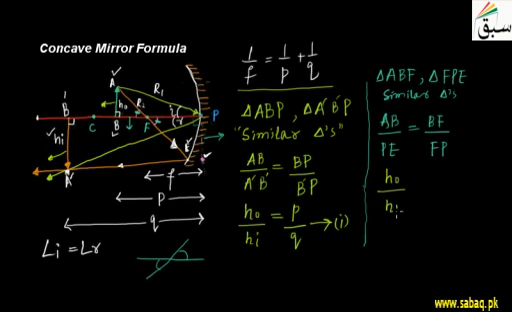 سبق
Concave Mirror Formula
1/f = 1/p + 1/q
ΔABP, ΔA'B'P
"Similar Δ's"
AB/A'B' = BP/B'P
ho/hi = p/q → (i)
ΔABF, ΔFPE
Similar Δ's
AB/PE = BF/FP
ho/hi
A
R1
B'
ho
Ri
i
r
P
hi
C
B
F
E
A'
f
p
q
Li = Lr
www.sabaq.pk